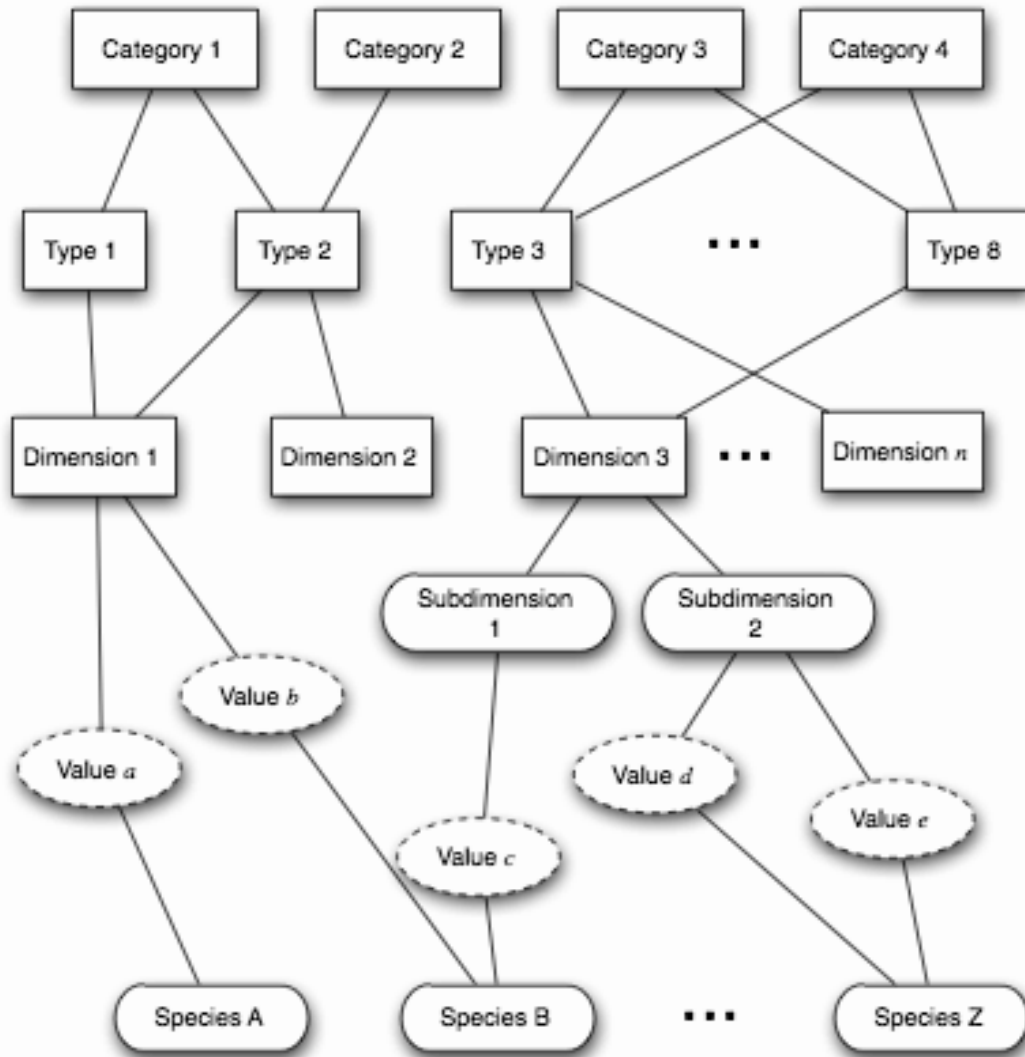 Category 1
Category 2
Category 3
Category 4
Type 1
Type 2
Type 3
...
Type 8
Dimension 1
Dimension 2
Dimension 3
...
Dimension n
Subdimension
1
Subdimension
2
Value a
Value b
Value c
Value d
Value e
Species A
Species B
...
Species Z